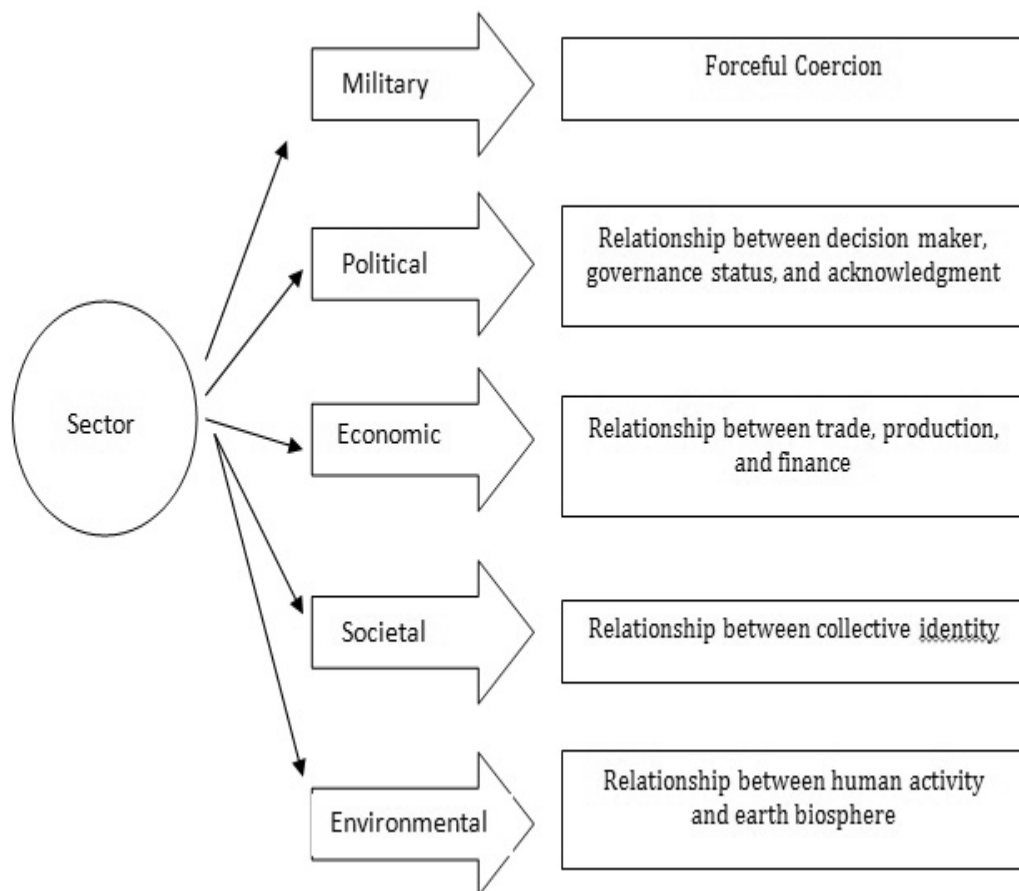 Military
Forceful Coercion
Political
Relationship between decision maker,
governance status, and acknowledgment
Sector
Economic
Relationship between trade, production,
and finance
Societal
Relationship between collective identity
Environmental
Relationship between human activity
and earth biosphere